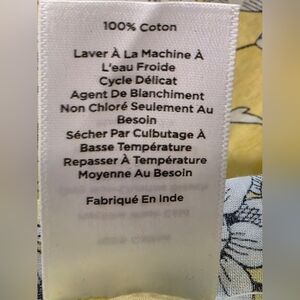 100% Coton
Laver À La Machine À
L'eau Froide
Cycle Délicat
Agent De Blanchiment
Non Chloré Seulement Au
Besoin
Sécher Par Culbutage À
Basse Température
Repasser À Température
Moyenne Au Besoin
Fabriqué En Inde